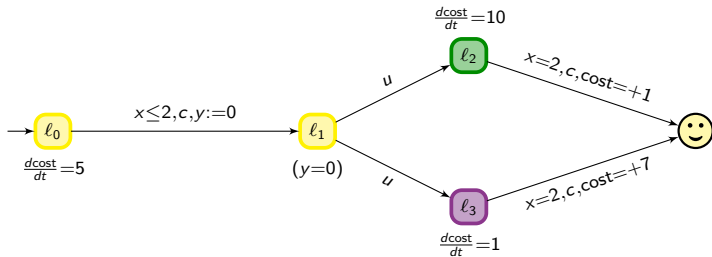 dcost/dt=10
ℓ₂
x=2,c,cost=+1
u
x≤2,c,y:=0
ℓ₀
ℓ₁
dcost/dt=5
(y=0)
u
x=2,c,cost=+7
ℓ₃
dcost/dt=1